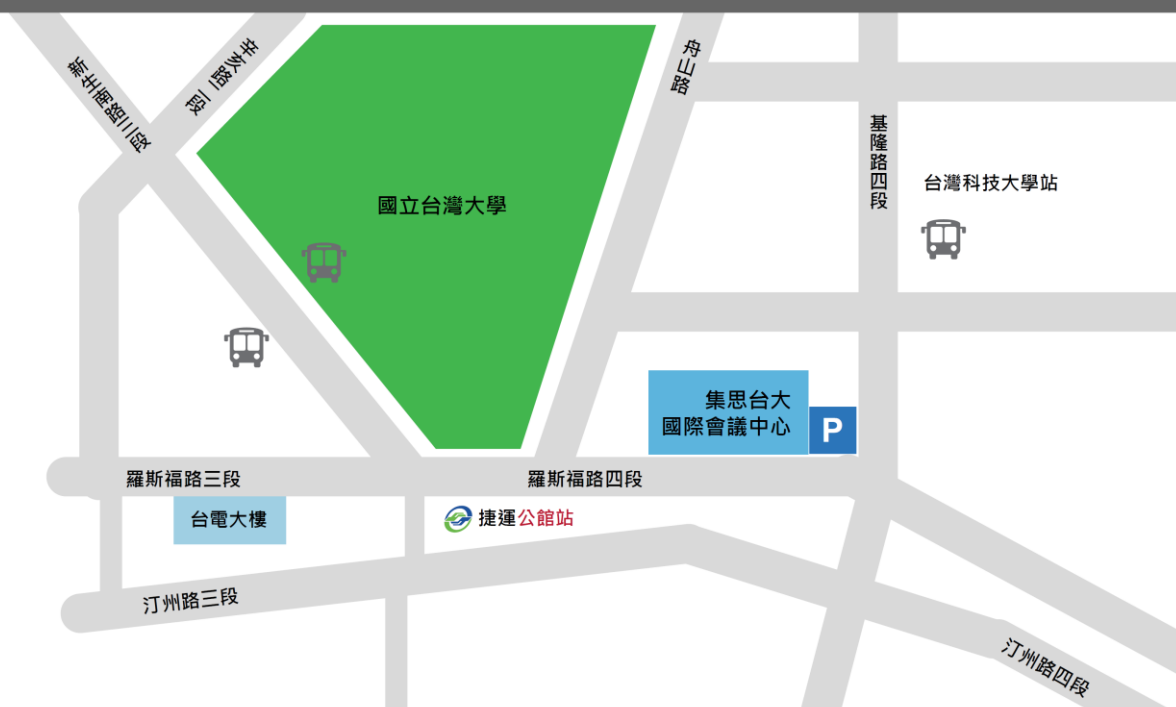 新生南路三段
辛亥路一段
舟山路
基隆路四段
台灣科技大學站
國立台灣大學
集思台大
國際會議中心
P
羅斯福路三段
羅斯福路四段
台電大樓
捷運公館站
汀州路三段
汀州路四段